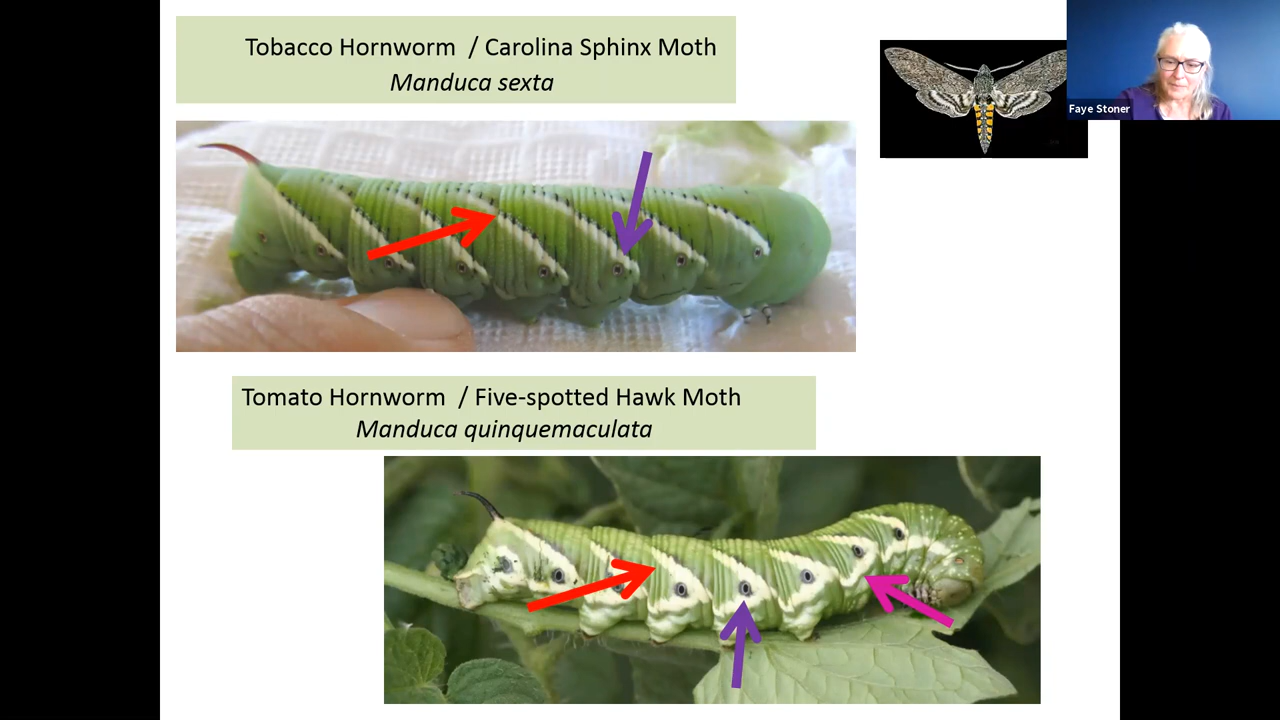 Tobacco Hornworm / Carolina Sphinx Moth
Manduca sexta
Faye Stoner
Tomato Hornworm / Five-spotted Hawk Moth
Manduca quinquemaculata